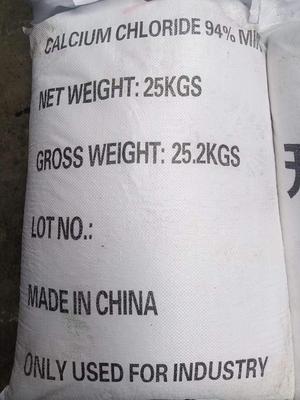 CALCIUM CHLORIDE 94% MIN
NET WEIGHT: 25KGS
GROSS WEIGHT: 25.2KGS
LOT NO.:
MADE IN CHINA
ONLY USED FOR INDUSTRY